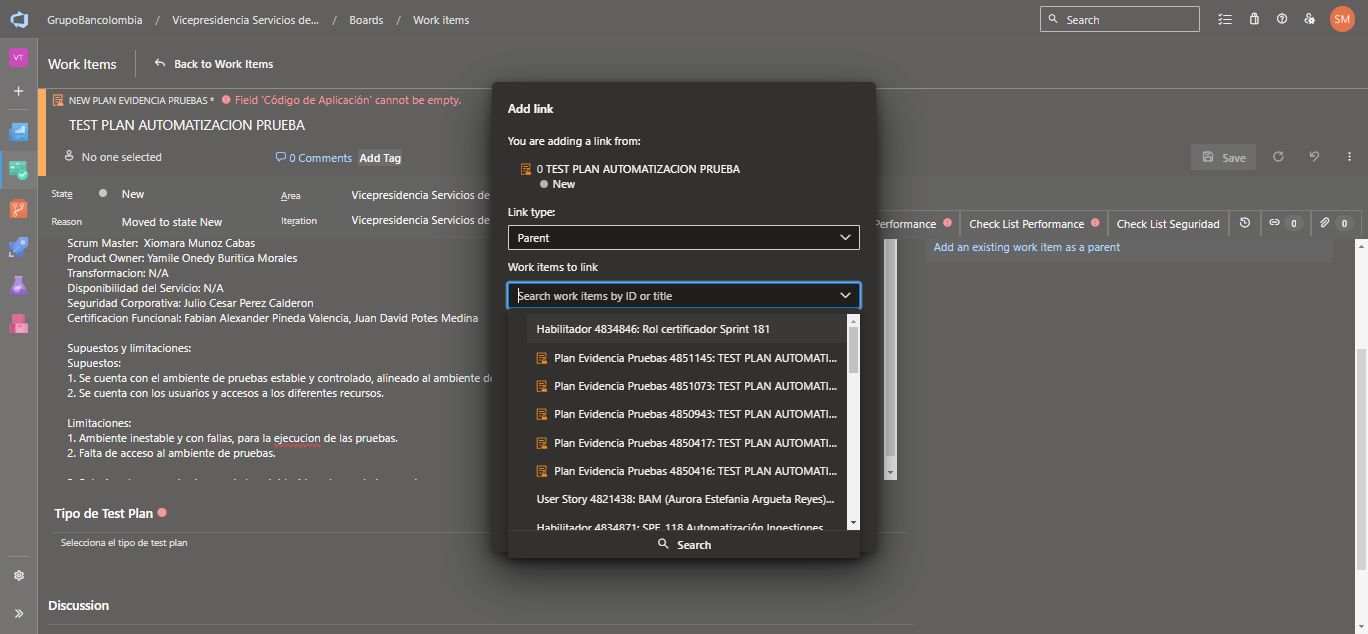 GrupoBancolombia / Vicepresidencia Servicios de... / Boards / Work items
Search
SM
VT
Work Items
Back to Work Items
NEW PLAN EVIDENCIA PRUEBAS * Field 'Código de Aplicación' cannot be empty.
TEST PLAN AUTOMATIZACION PRUEBA
No one selected
0 Comments
Add Tag
Save
State
New
Area
Vicepresidencia Servicios de
Reason
Moved to state New
Iteration
Vicepresidencia Servicios de
Performance
Check List Performance
Check List Seguridad
0
0
Add an existing work item as a parent
Scrum Master: Xiomara Munoz Cabas
Product Owner: Yamile Onedy Buritica Morales
Transformacion: N/A
Disponibilidad del Servicio: N/A
Seguridad Corporativa: Julio Cesar Perez Calderon
Certificacion Funcional: Fabian Alexander Pineda Valencia, Juan David Potes Medina
Supuestos y limitaciones:
Supuestos:
1. Se cuenta con el ambiente de pruebas estable y controlado, alineado al ambiente de
2. Se cuenta con los usuarios y accesos a los diferentes recursos.
Limitaciones:
1. Ambiente inestable y con fallas, para la ejecucion de las pruebas.
2. Falta de acceso al ambiente de pruebas.
Tipo de Test Plan
Selecciona el tipo de test plan
Discussion
Add link
You are adding a link from:
0 TEST PLAN AUTOMATIZACION PRUEBA
New
Link type:
Parent
Work items to link
Search work items by ID or title
Habilitador 4834846: Rol certificador Sprint 181
Plan Evidencia Pruebas 4851145: TEST PLAN AUTOMATI...
Plan Evidencia Pruebas 4851073: TEST PLAN AUTOMATI...
Plan Evidencia Pruebas 4850943: TEST PLAN AUTOMATI...
Plan Evidencia Pruebas 4850417: TEST PLAN AUTOMATI...
Plan Evidencia Pruebas 4850416: TEST PLAN AUTOMATI...
User Story 4821438: BAM (Aurora Estefania Argueta Reyes)...
Habilitador 4834871: SPE_118 Automatización Ingestiones
Search